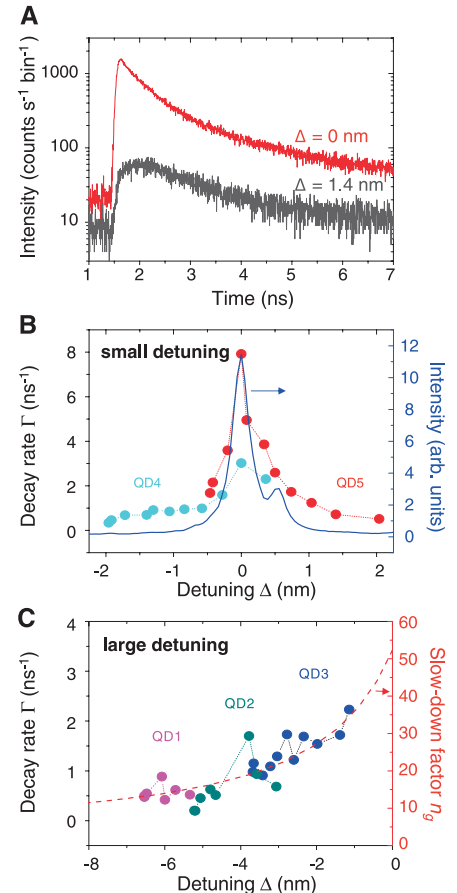 A
Intensity (counts s⁻¹ bin⁻¹)
1000
100
10
Δ = 0 nm
Δ = 1.4 nm
1 2 3 4 5 6 7
Time (ns)
B
small detuning
Decay rate Γ (ns⁻¹)
8
6
4
2
0
QD4
QD5
12
10
8
6
4
2
0
Intensity (arb. units)
-2 -1 0 1 2
Detuning Δ (nm)
C
large detuning
Decay rate Γ (ns⁻¹)
4
3
2
1
0
QD1
QD2
QD3
60
50
40
30
20
10
0
Slow-down factor n_g
-8 -6 -4 -2 0
Detuning Δ (nm)